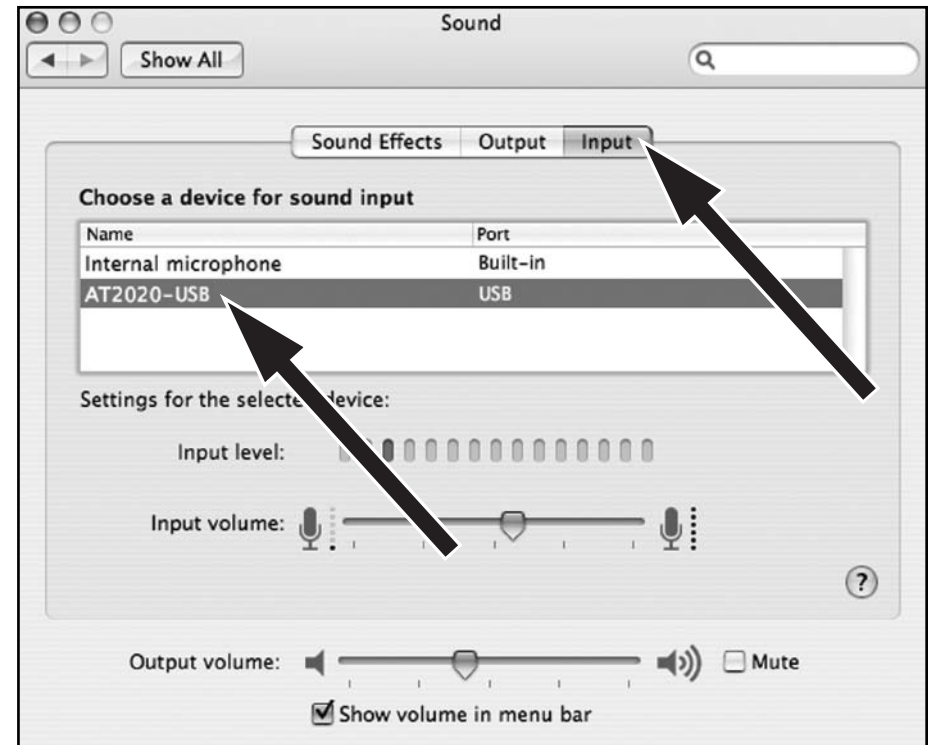 Sound
Show All
Sound Effects Output Input
Choose a device for sound input
Name Port
Internal microphone Built-in
AT2020-USB USB
Settings for the selected device:
Input level:
Input volume:
?
Output volume: Mute
Show volume in menu bar